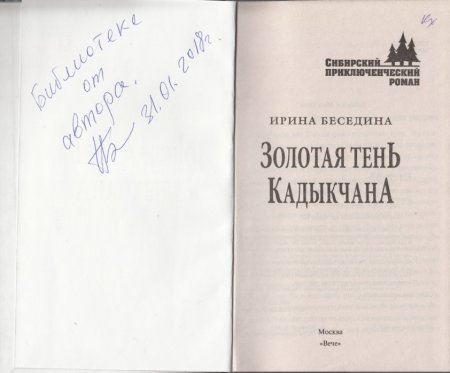 Библиотеке
от
автора.
31.01.2018г.
Сибирский
приключенческий
роман
Ирина Беседина
Золотая тень
Кадыкчана
Москва
«Вече»